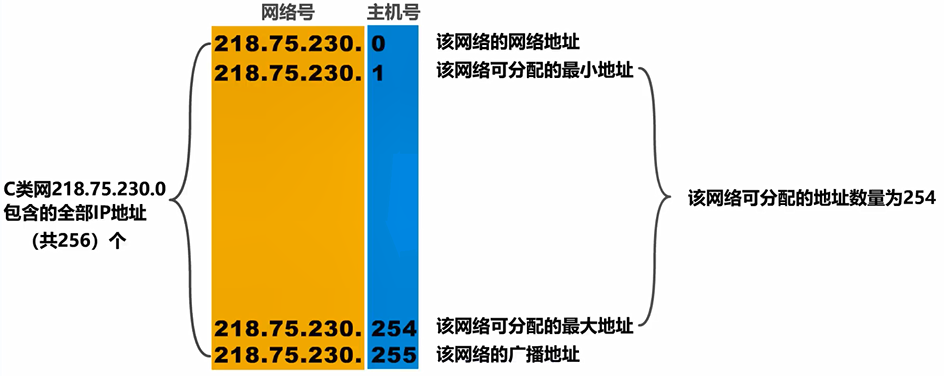 网络号 主机号
218.75.230. 0 该网络的网络地址
218.75.230. 1 该网络可分配的最小地址
C类网218.75.230.0
包含的全部IP地址
（共256）个
该网络可分配的地址数量为254
218.75.230. 254 该网络可分配的最大地址
218.75.230. 255 该网络的广播地址